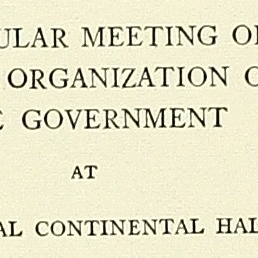 ULAR MEETING O
ORGANIZATION
GOVERNMENT
AT
AL CONTINENTAL HAL